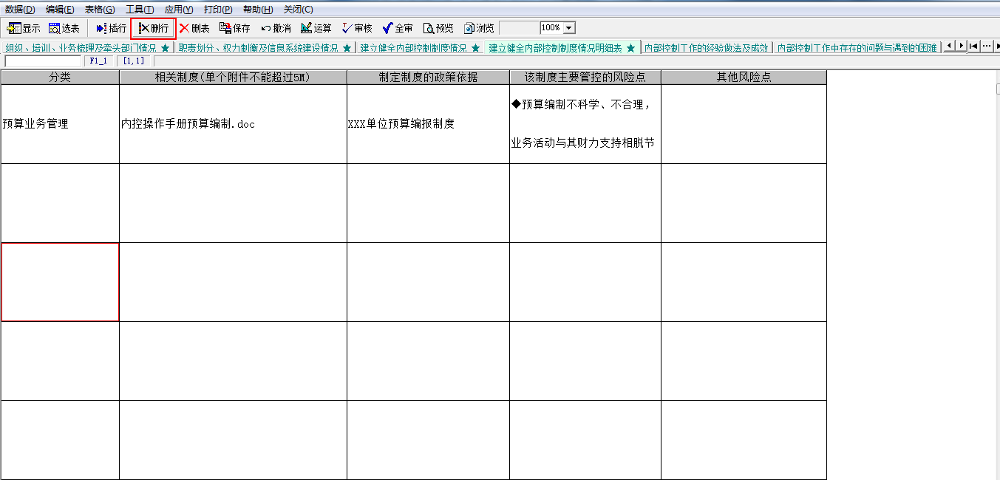 数据(D) 编辑(E) 表格(G) 工具(T) 应用(Y) 打印(P) 帮助(H) 关闭(C)
显示 选表 插行 删行 删表 保存 撤消 运算 审核 全审 预览 浏览 100%
组织、培训、业务梳理及牵头部门情况 ★ 职责划分、权力制衡及信息系统建设情况 ★ 建立健全内部控制制度情况 ★ 建立健全内部控制制度情况明细表 ★ 内部控制工作的经验做法及成效 内部控制工作中存在的问题与遇到的困难
F1_1 [1,1]
分类 相关制度(单个附件不能超过5M) 制定制度的政策依据 该制度主要管控的风险点 其他风险点
预算业务管理 内控操作手册预算编制.doc XXX单位预算编报制度 ◆预算编制不科学、不合理,
业务活动与其财力支持相脱节